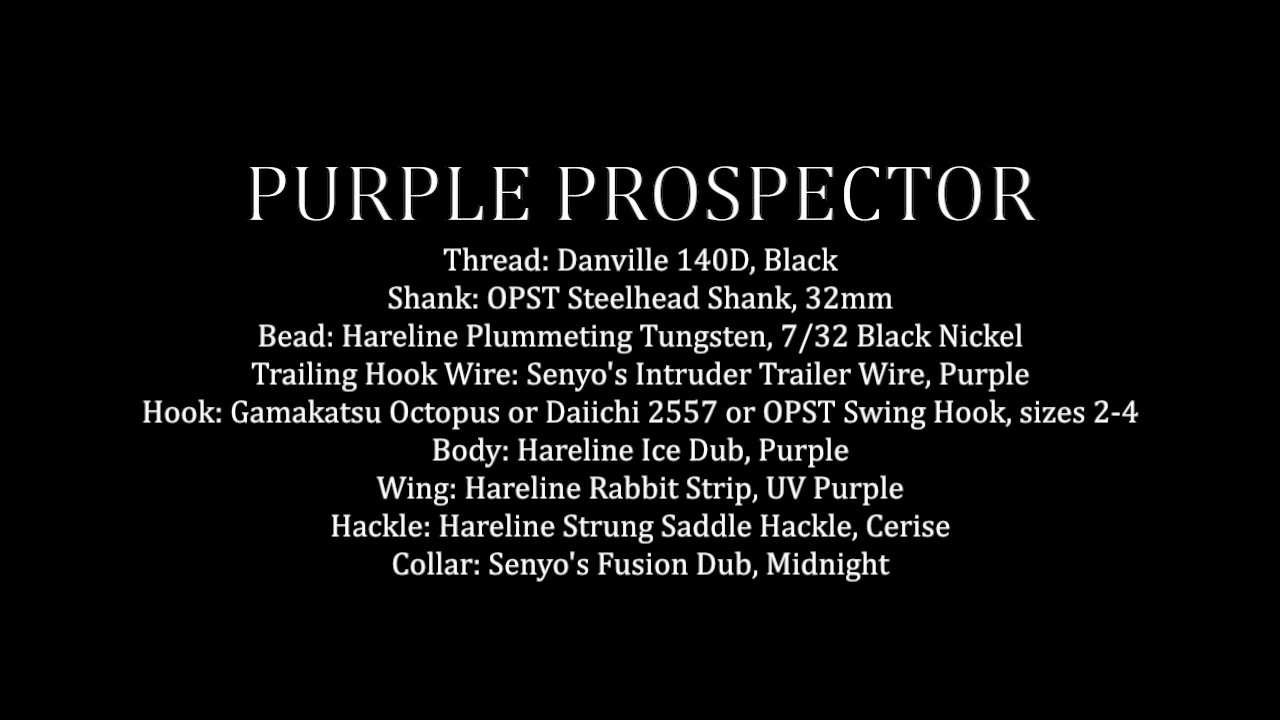 PURPLE PROSPECTOR
Thread: Danville 140D, Black
Shank: OPST Steelhead Shank, 32mm
Bead: Hareline Plummeting Tungsten, 7/32 Black Nickel
Trailing Hook Wire: Senyo's Intruder Trailer Wire, Purple
Hook: Gamakatsu Octopus or Daiichi 2557 or OPST Swing Hook, sizes 2-4
Body: Hareline Ice Dub, Purple
Wing: Hareline Rabbit Strip, UV Purple
Hackle: Hareline Strung Saddle Hackle, Cerise
Collar: Senyo's Fusion Dub, Midnight